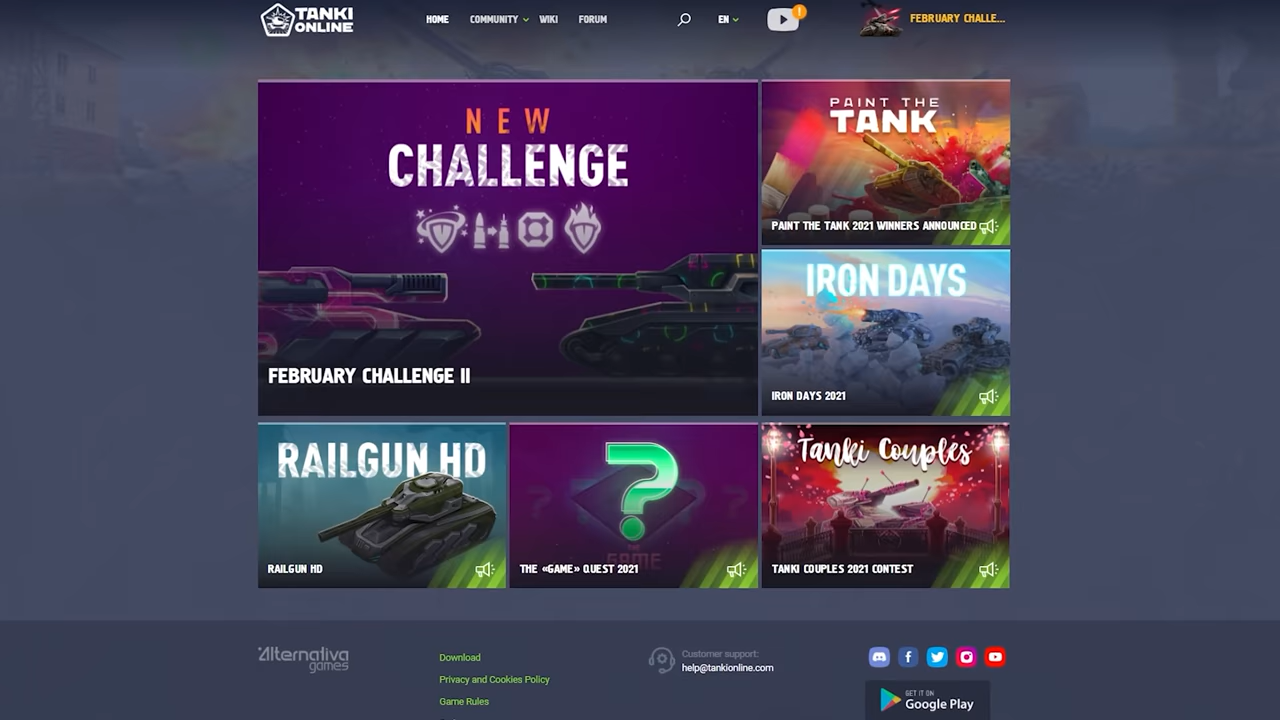 TANKI
ONLINE
HOME
COMMUNITY
WIKI
FORUM
EN
1
FEBRUARY CHALLE...
NEW
CHALLENGE
FEBRUARY CHALLENGE II
PAINT THE
TANK
PAINT THE TANK 2021 WINNERS ANNOUNCED
IRON DAYS
IRON DAYS 2021
RAILGUN HD
RAILGUN HD
?
THE
GAME
THE «GAME» QUEST 2021
Tanki Couples
TANKI COUPLES 2021 CONTEST
Alternativa
games
Download
Privacy and Cookies Policy
Game Rules
Customer support:
help@tankionline.com
GET IT ON
Google Play